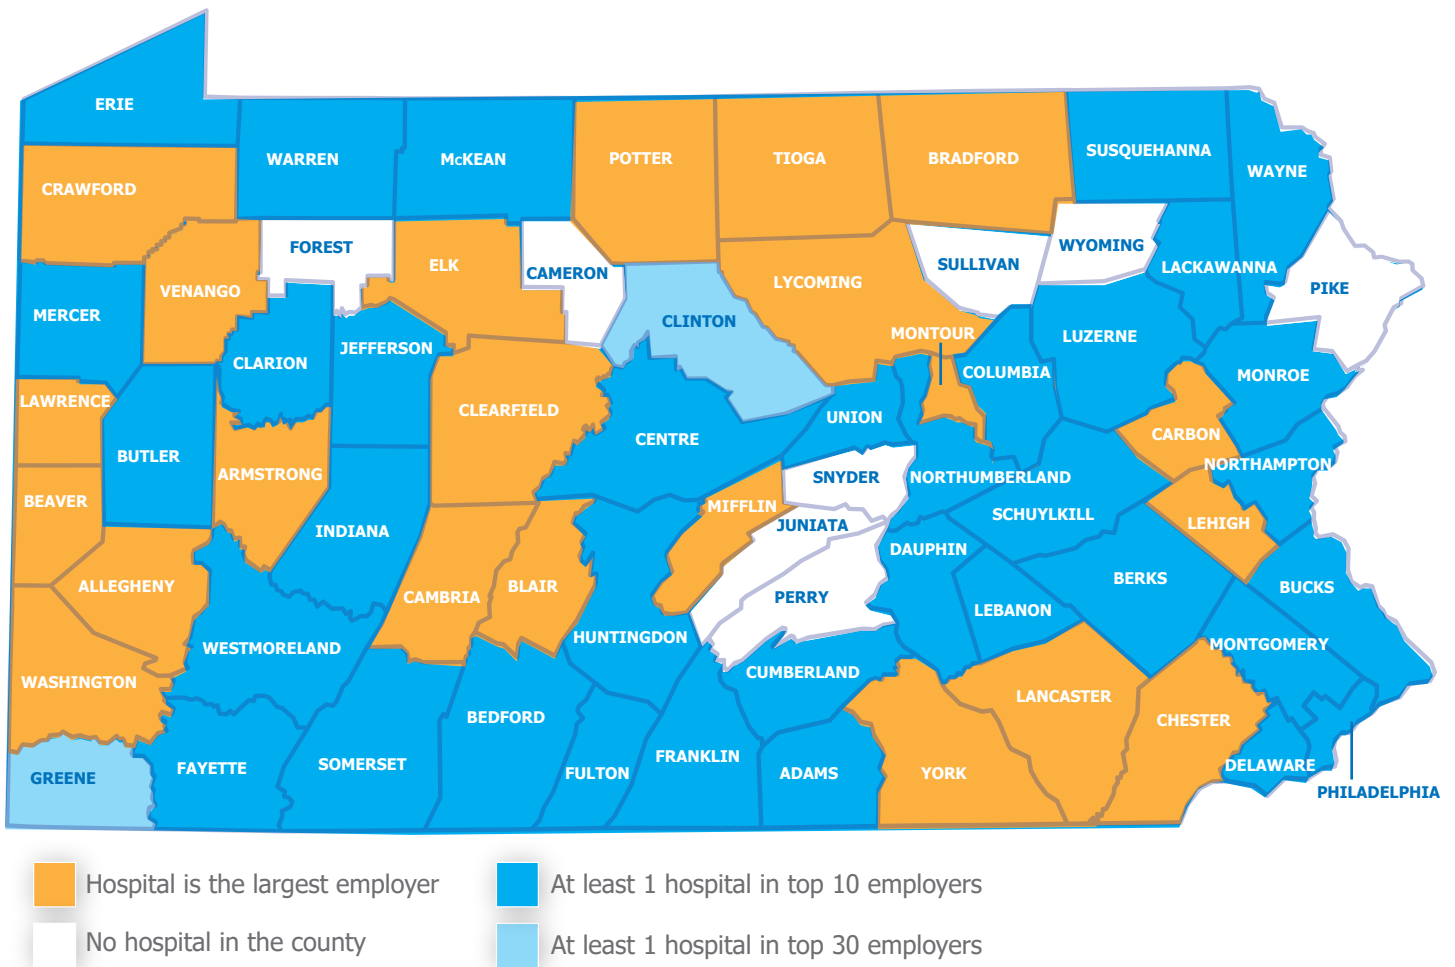 ERIE
WARREN
McKEAN
POTTER
TIOGA
BRADFORD
SUSQUEHANNA
WAYNE
CRAWFORD
FOREST
ELK
CAMERON
SULLIVAN
WYOMING
LACKAWANNA
PIKE
VENANGO
LYCOMING
MERCER
CLINTON
MONTOUR
LUZERNE
JEFFERSON
CLARION
COLUMBIA
MONROE
LAWRENCE
CLEARFIELD
UNION
CENTRE
CARBON
BUTLER
ARMSTRONG
SNYDER
NORTHUMBERLAND
NORTHAMPTON
BEAVER
MIFFLIN
SCHUYLKILL
LEHIGH
INDIANA
JUNIATA
DAUPHIN
ALLEGHENY
CAMBRIA
BLAIR
PERRY
LEBANON
BERKS
BUCKS
HUNTINGDON
WESTMORELAND
MONTGOMERY
WASHINGTON
CUMBERLAND
LANCASTER
BEDFORD
CHESTER
GREENE
FAYETTE
SOMERSET
FULTON
FRANKLIN
ADAMS
YORK
DELAWARE
PHILADELPHIA
Hospital is the largest employer
At least 1 hospital in top 10 employers
No hospital in the county
At least 1 hospital in top 30 employers